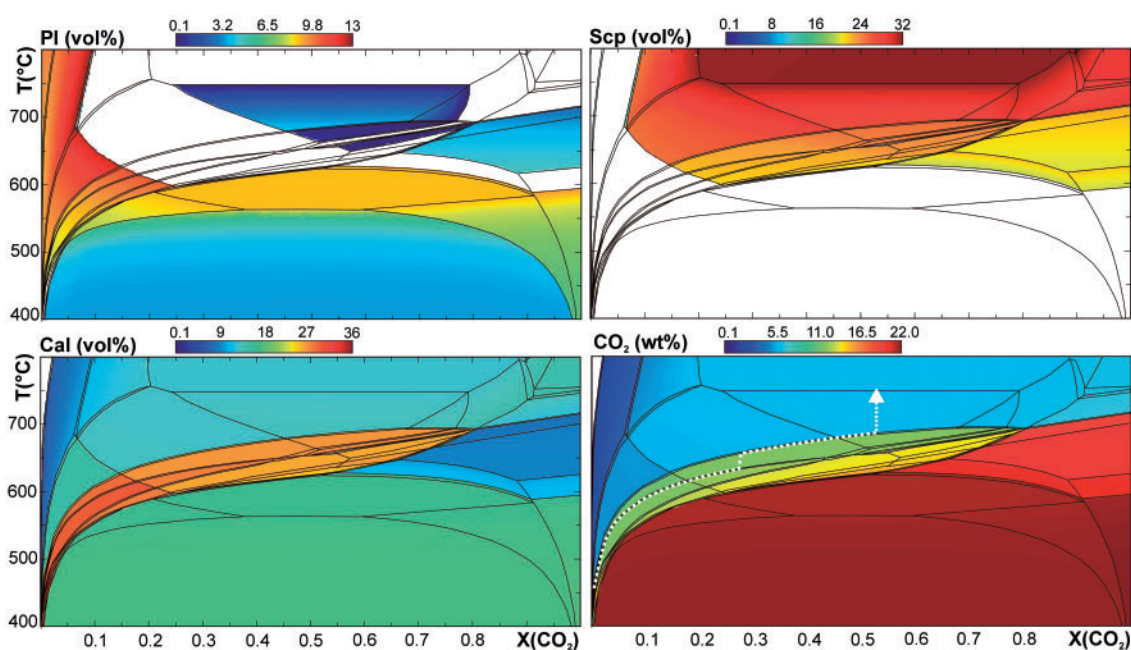 0.1 3.2 6.5 9.8 13
Pl (vol%)
0.1 8 16 24 32
Scp (vol%)
T(°C)
700
600
500
400
0.1 9 18 27 36
Cal (vol%)
0.1 5.5 11.0 16.5 22.0
CO₂ (wt%)
T(°C)
700
600
500
400
0.1 0.2 0.3 0.4 0.5 0.6 0.7 0.8 X(CO₂)
0.1 0.2 0.3 0.4 0.5 0.6 0.7 0.8 X(CO₂)